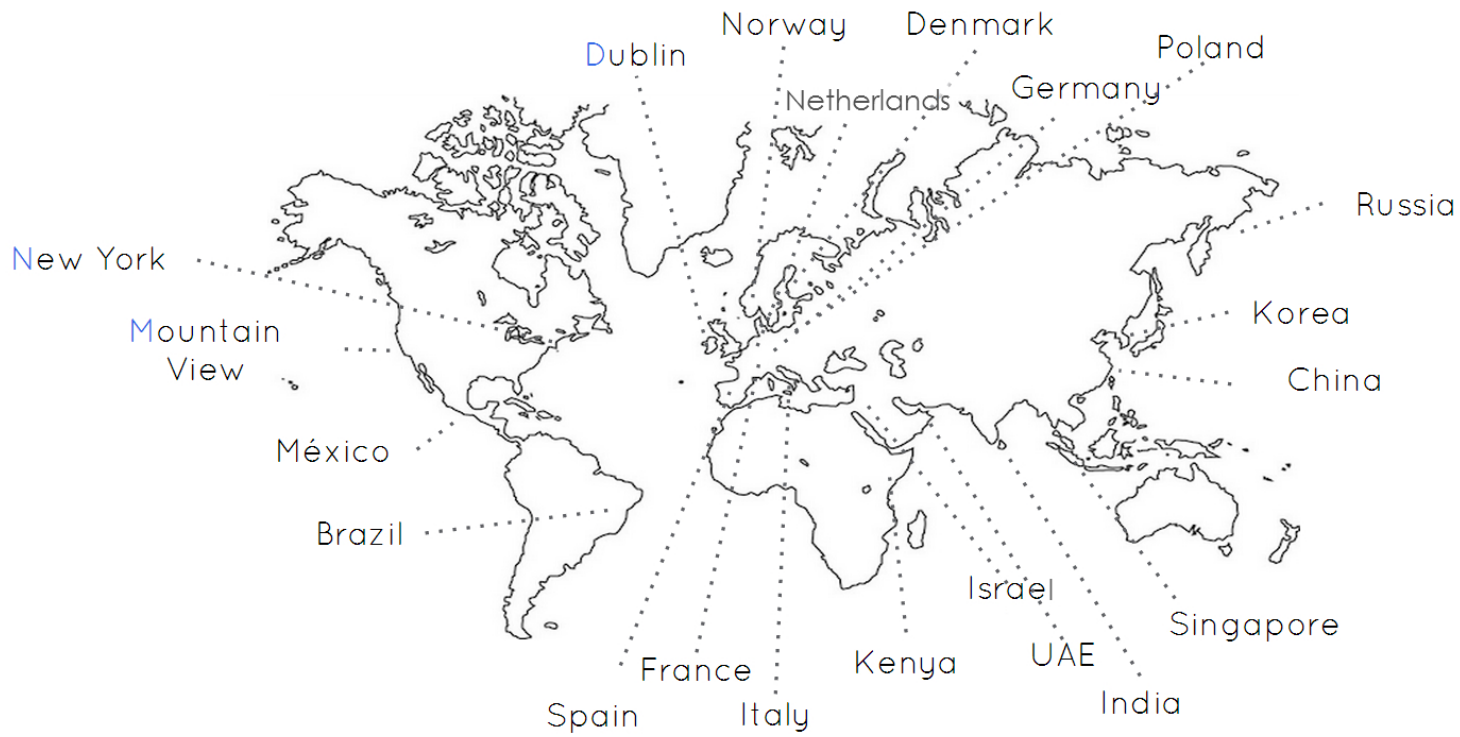 Norway
Denmark
Dublin
Poland
Netherlands
Germany
Russia
New York
Korea
Mountain
View
China
México
Brazil
Israel
Singapore
Kenya
UAE
France
India
Spain
Italy